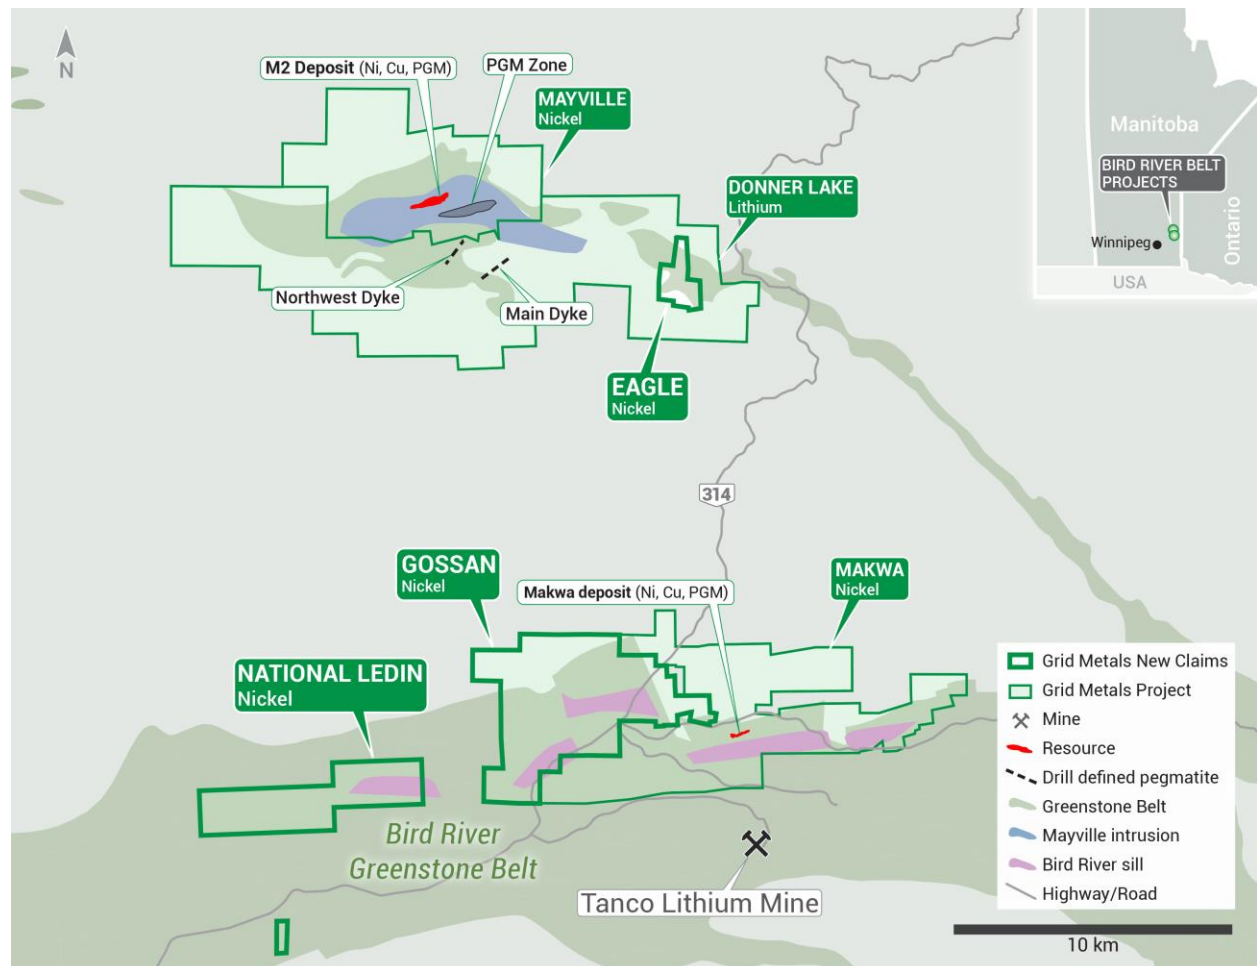 N
M2 Deposit (Ni, Cu, PGM)
PGM Zone
MAYVILLE
Nickel
DONNER LAKE
Lithium
Northwest Dyke
Main Dyke
EAGLE
Nickel
Manitoba
BIRD RIVER BELT
PROJECTS
Winnipeg
Ontario
USA
314
GOSSAN
Nickel
Makwa deposit (Ni, Cu, PGM)
MAKWA
Nickel
NATIONAL LEDIN
Nickel
Bird River
Greenstone Belt
Tanco Lithium Mine
Grid Metals New Claims
Grid Metals Project
Mine
Resource
Drill defined pegmatite
Greenstone Belt
Mayville intrusion
Bird River sill
Highway/Road
10 km